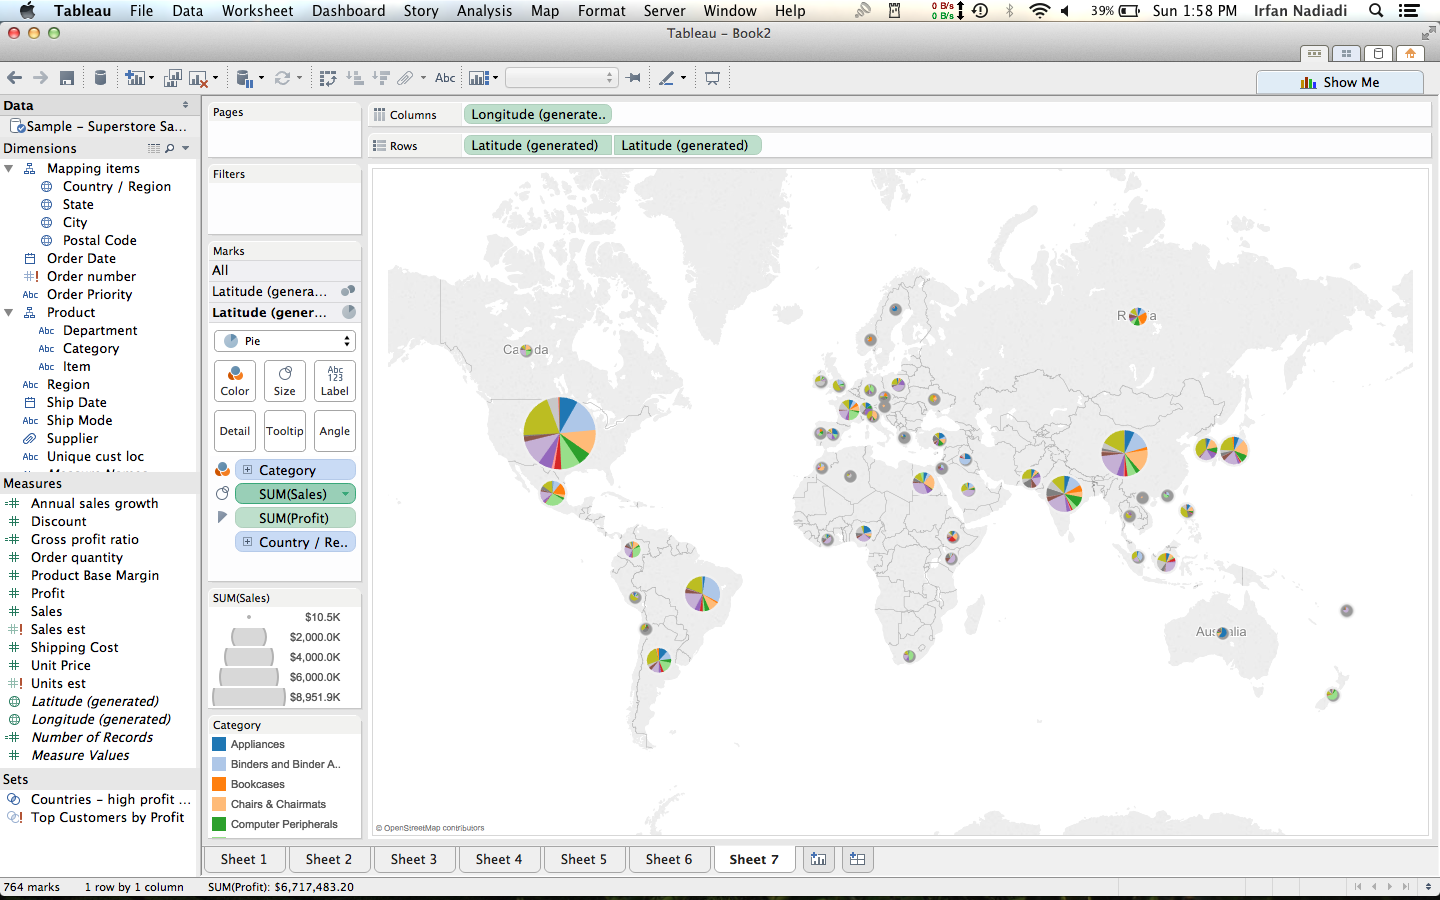 Tableau File Data Worksheet Dashboard Story Analysis Map Format Server Window Help 0 B/s 0 B/s 39% Sun 1:58 PM Irfan Nadiadi
Tableau - Book2
Abc
Show Me
Data
Sample - Superstore Sa...
Dimensions
Mapping items
Country / Region
State
City
Postal Code
Order Date
#! Order number
Abc Order Priority
Product
Abc Department
Abc Category
Abc Item
Abc Region
Ship Date
Abc Ship Mode
Supplier
Abc Unique cust loc
Measures
=# Annual sales growth
# Discount
=# Gross profit ratio
# Order quantity
# Product Base Margin
# Profit
# Sales
#! Sales est
# Shipping Cost
# Unit Price
#! Units est
Latitude (generated)
Longitude (generated)
=# Number of Records
# Measure Values
Sets
Countries - high profit ...
! Top Customers by Profit
Pages
Filters
Marks
All
Latitude (genera...
Latitude (gener...
Pie
Color
Size
Abc
123
Label
Detail
Tooltip
Angle
Category
SUM(Sales)
SUM(Profit)
Country / Re..
SUM(Sales)
$10.5K
$2,000.0K
$4,000.0K
$6,000.0K
$8,951.9K
Category
Appliances
Binders and Binder A..
Bookcases
Chairs & Chairmats
Computer Peripherals
Columns
Longitude (generate..
Rows
Latitude (generated)
Latitude (generated)
© OpenStreetMap contributors
Sheet 1
Sheet 2
Sheet 3
Sheet 4
Sheet 5
Sheet 6
Sheet 7
764 marks
1 row by 1 column
SUM(Profit): $6,717,483.20